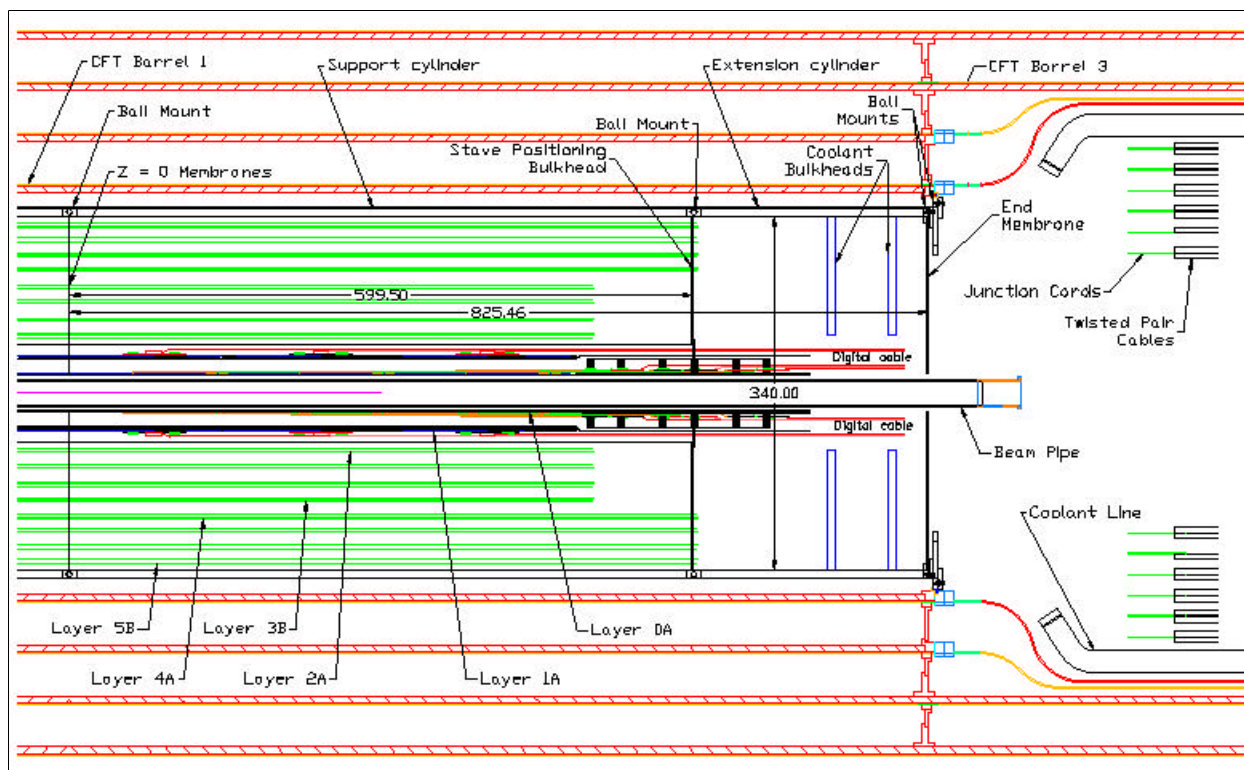 CFT Barrel 1
Support cylinder
Extension cylinder
CFT Barrel 3
Ball Mount
Ball
Mounts
Ball Mount
Stave Positioning
Bulkhead
Coolant
Bulkheads
Z = 0 Membranes
End
Membrane
599.50
825.46
Junction Cards
Twisted Pair
Cables
Digital cable
340.00
Digital cable
Beam Pipe
Coolant Line
Layer 5B
Layer 3B
Layer 0A
Layer 4A
Layer 2A
Layer 1A